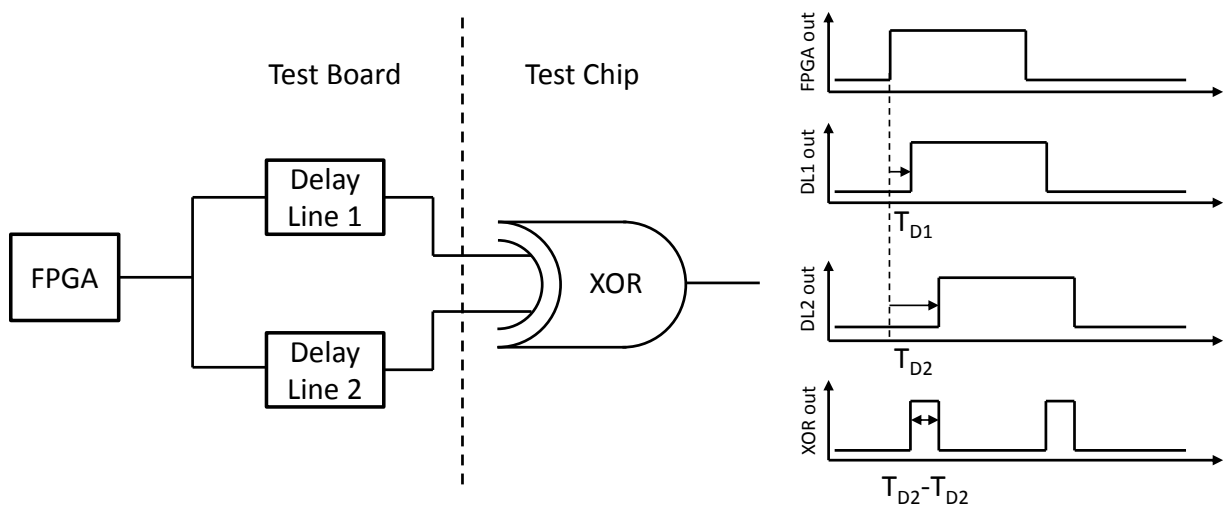 Test Board
Test Chip
FPGA
Delay
Line 1
Delay
Line 2
XOR
FPGA out
DL1 out
T_D1
DL2 out
T_D2
XOR out
T_D2-T_D2